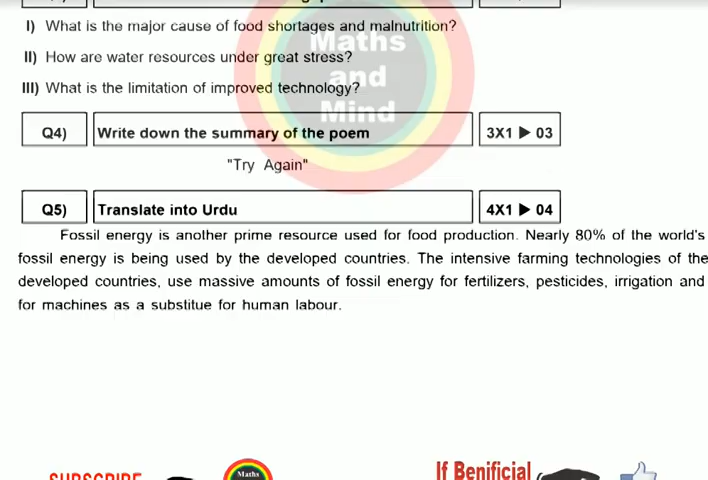 I) What is the major cause of food shortages and malnutrition?
II) How are water resources under great stress?
III) What is the limitation of improved technology?
Maths
and
Mind
Q4) Write down the summary of the poem 3X1 ▶ 03
"Try Again"
Q5) Translate into Urdu 4X1 ▶ 04
Fossil energy is another prime resource used for food production. Nearly 80% of the world's
fossil energy is being used by the developed countries. The intensive farming technologies of the
developed countries, use massive amounts of fossil energy for fertilizers, pesticides, irrigation and
for machines as a substitue for human labour.
SUBSCRIBE
Maths
If Benificial